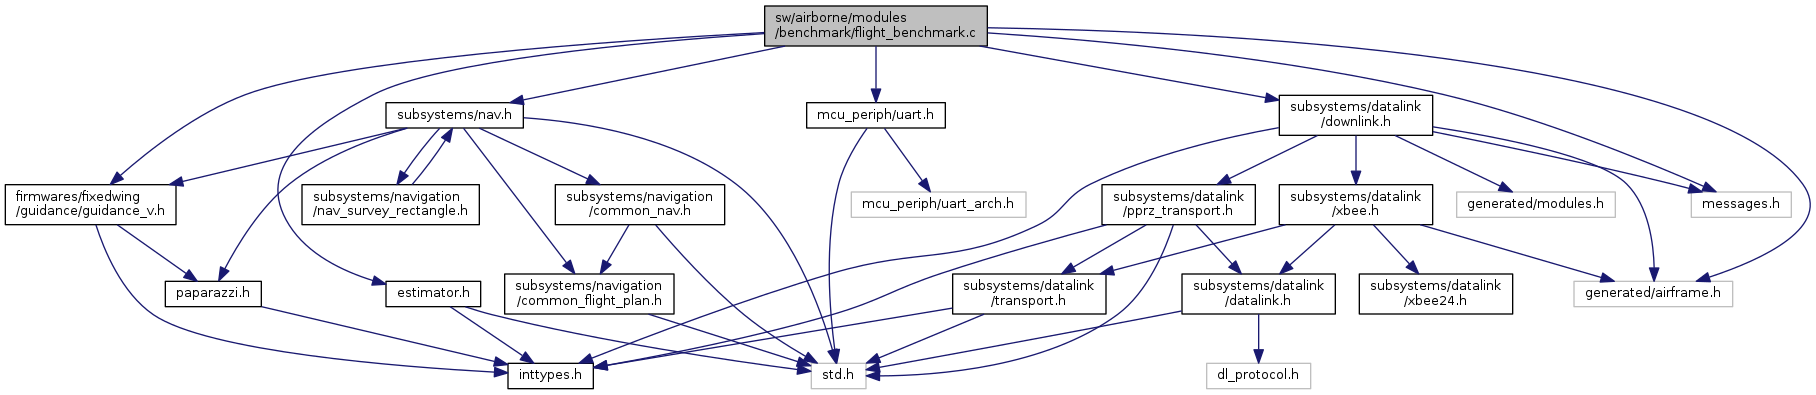 sw/airborne/modules
/benchmark/flight_benchmark.c
subsystems/nav.h
mcu_periph/uart.h
subsystems/datalink
/downlink.h
firmwares/fixedwing
/guidance/guidance_v.h
subsystems/navigation
/nav_survey_rectangle.h
subsystems/navigation
/common_nav.h
mcu_periph/uart_arch.h
subsystems/datalink
/pprz_transport.h
subsystems/datalink
/xbee.h
generated/modules.h
messages.h
paparazzi.h
estimator.h
subsystems/navigation
/common_flight_plan.h
subsystems/datalink
/transport.h
subsystems/datalink
/datalink.h
subsystems/datalink
/xbee24.h
generated/airframe.h
inttypes.h
std.h
dl_protocol.h